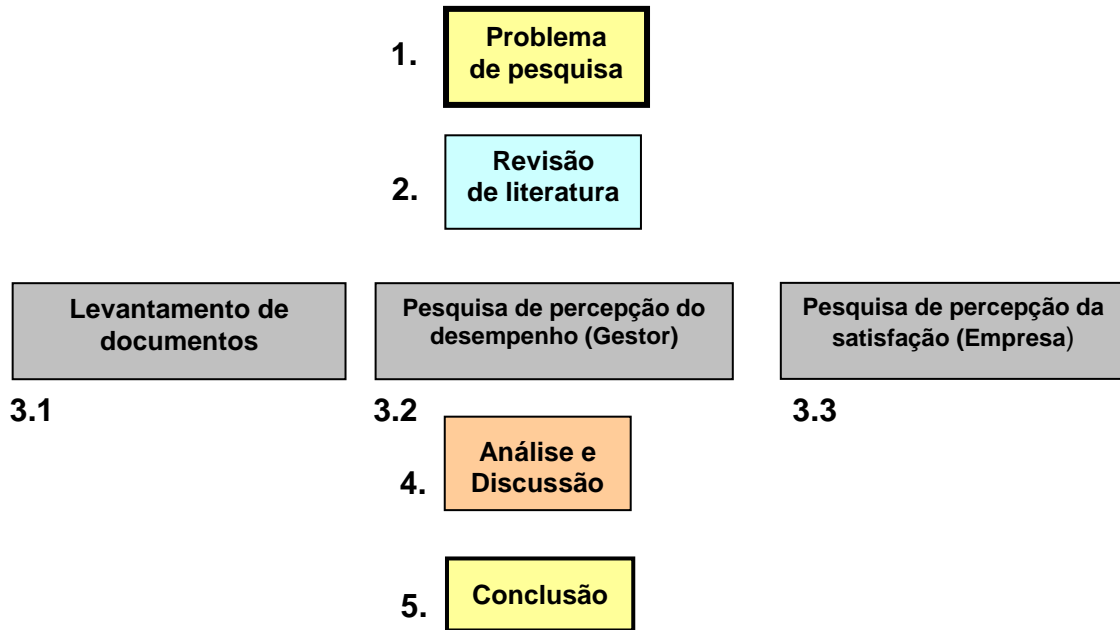 1.
Problema
de pesquisa
2.
Revisão
de literatura
Levantamento de
documentos
3.1
Pesquisa de percepção do
desempenho (Gestor)
3.2
Pesquisa de percepção da
satisfação (Empresa)
3.3
4.
Análise e
Discussão
5.
Conclusão